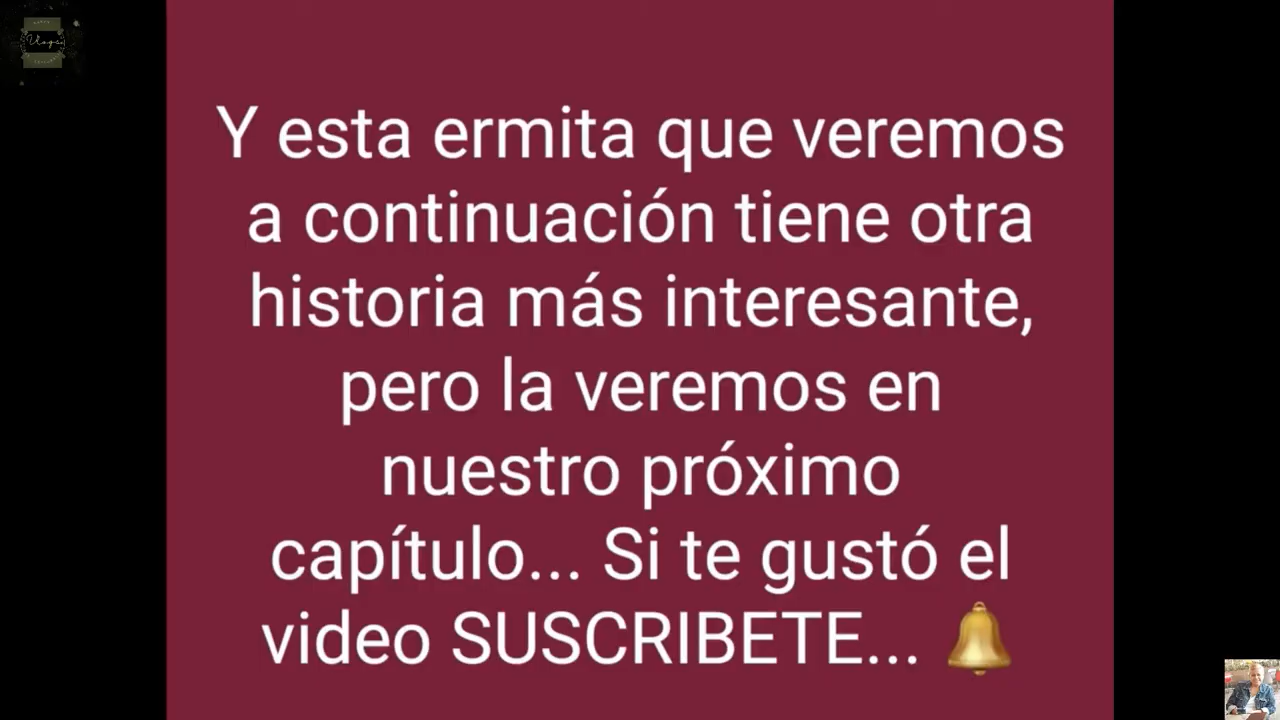 Y esta ermita que veremos
a continuación tiene otra
historia más interesante,
pero la veremos en
nuestro próximo
capítulo... Si te gustó el
video SUSCRIBETE... 🔔